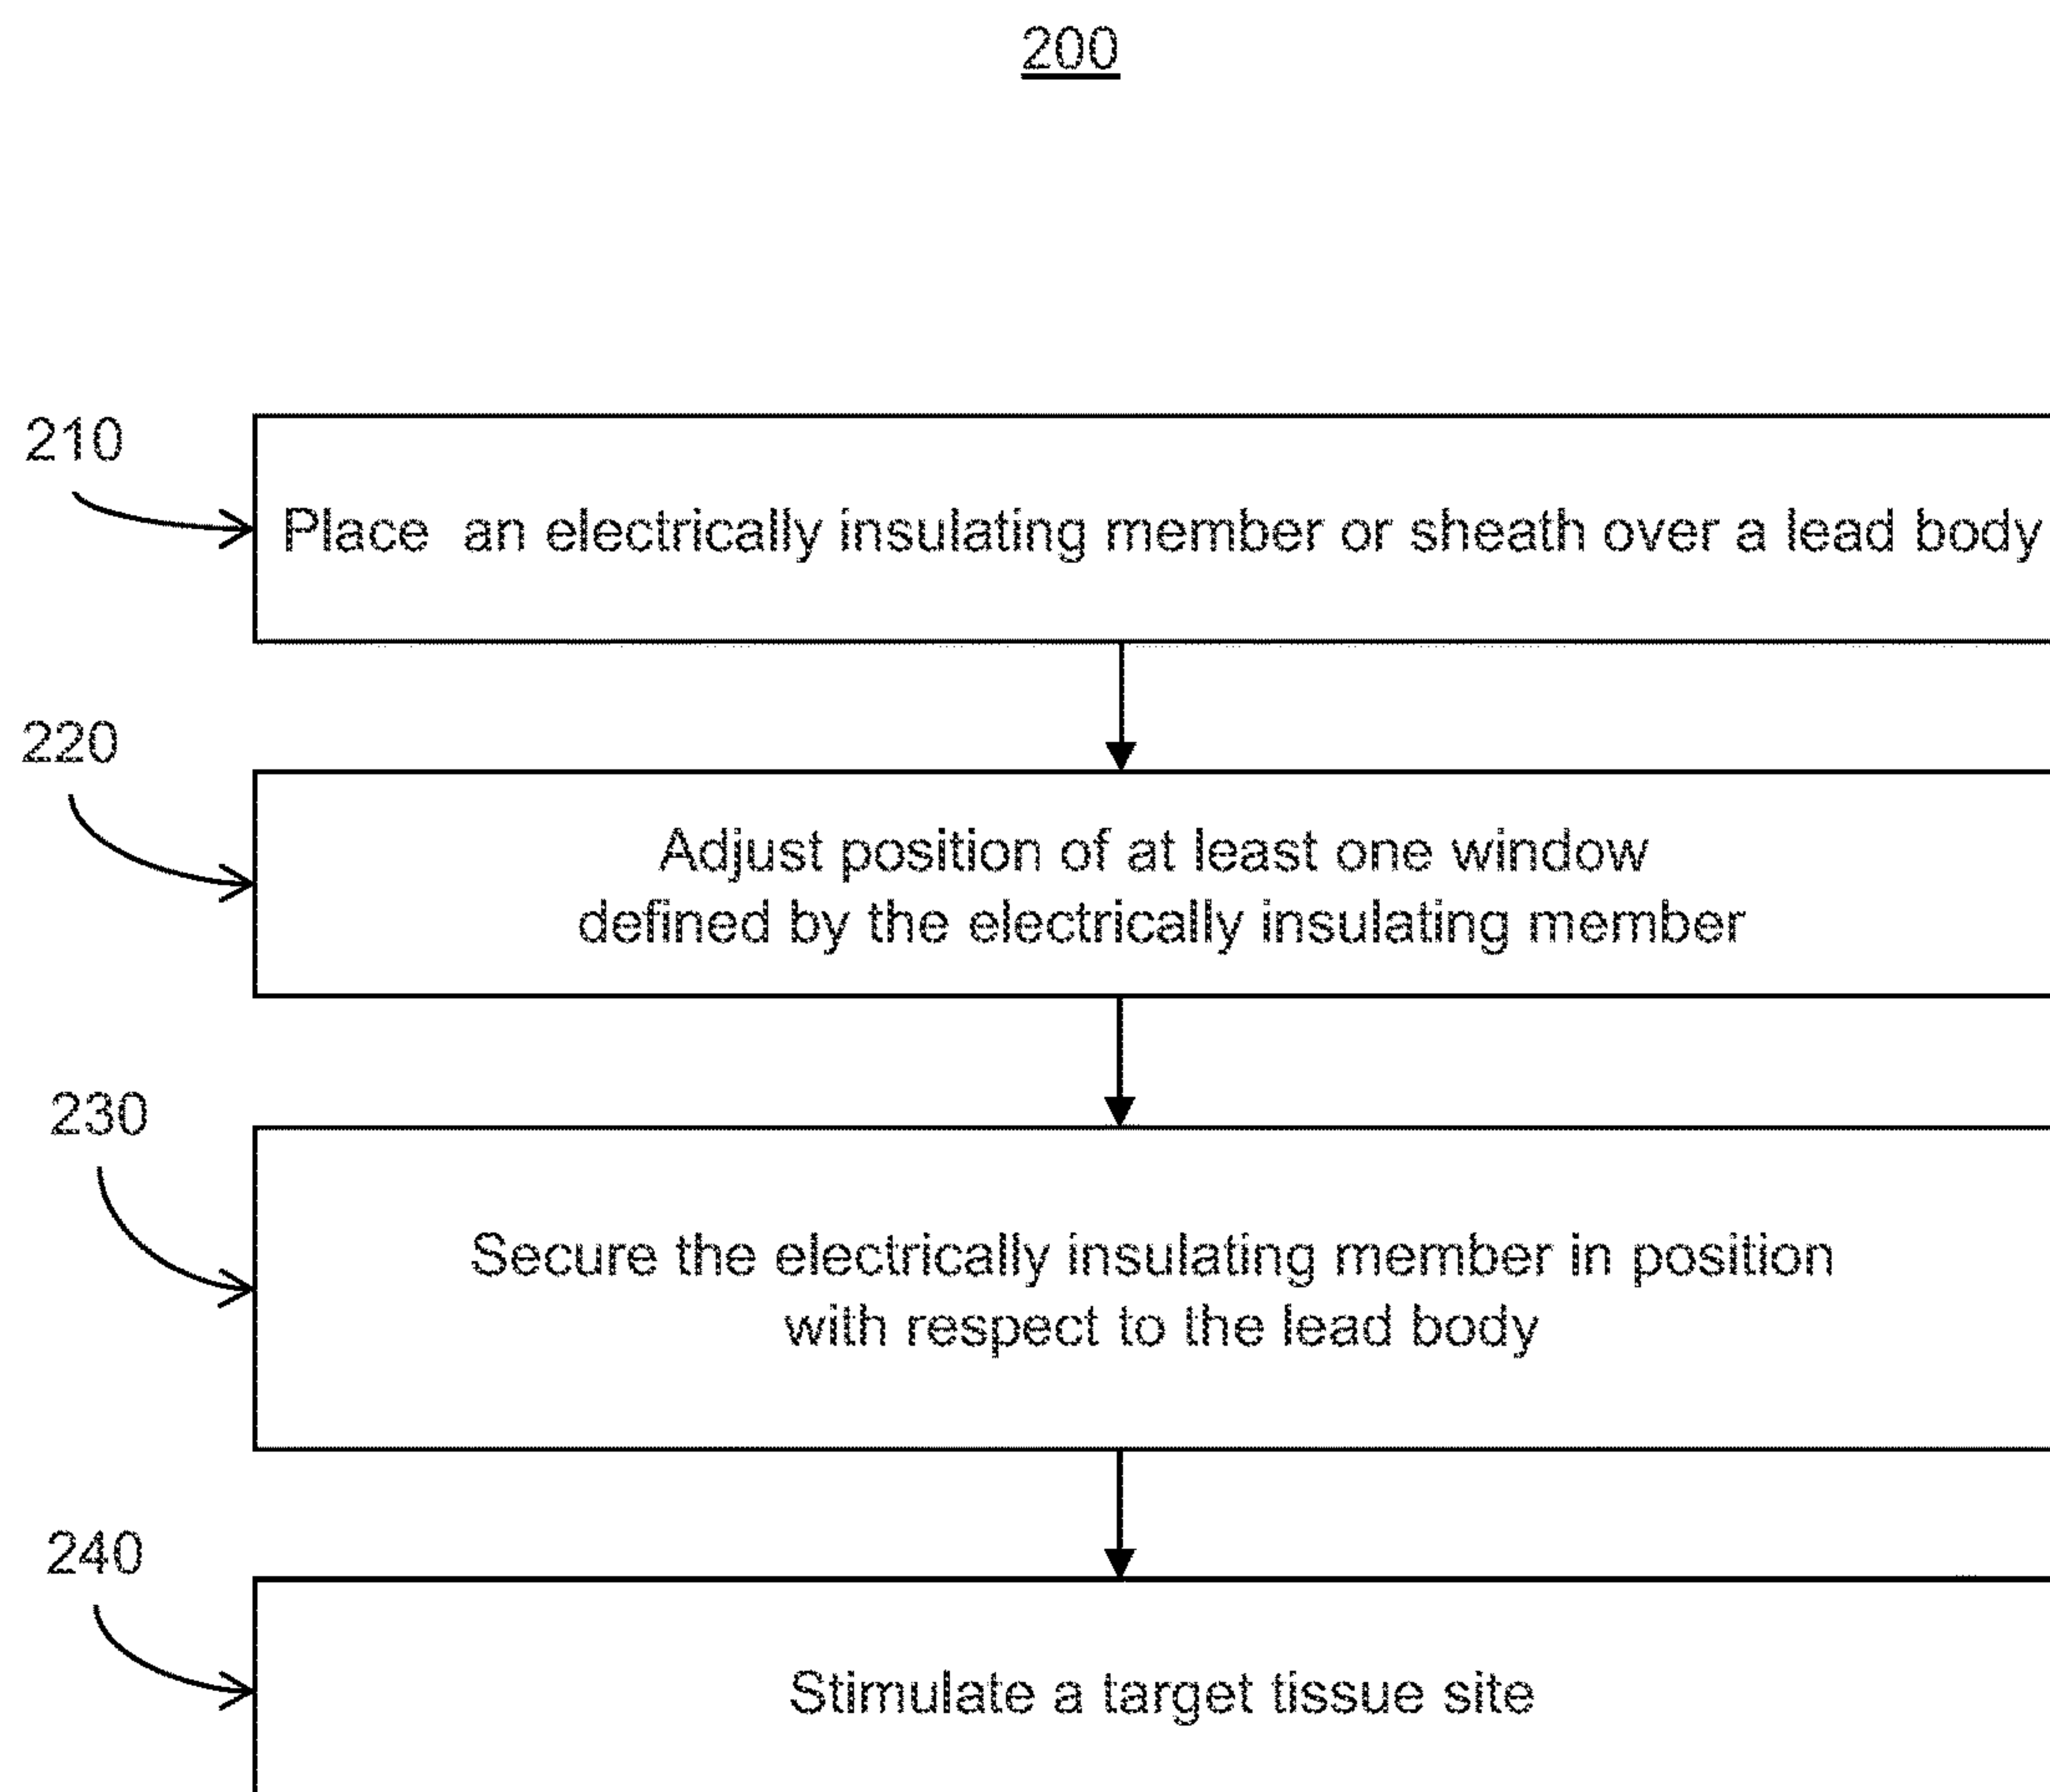 200
210
Place an electrically insulating member or sheath over a lead body
220
Adjust position of at least one window
defined by the electrically insulating member
230
Secure the electrically insulating member in position
with respect to the lead body
240
Stimulate a target tissue site